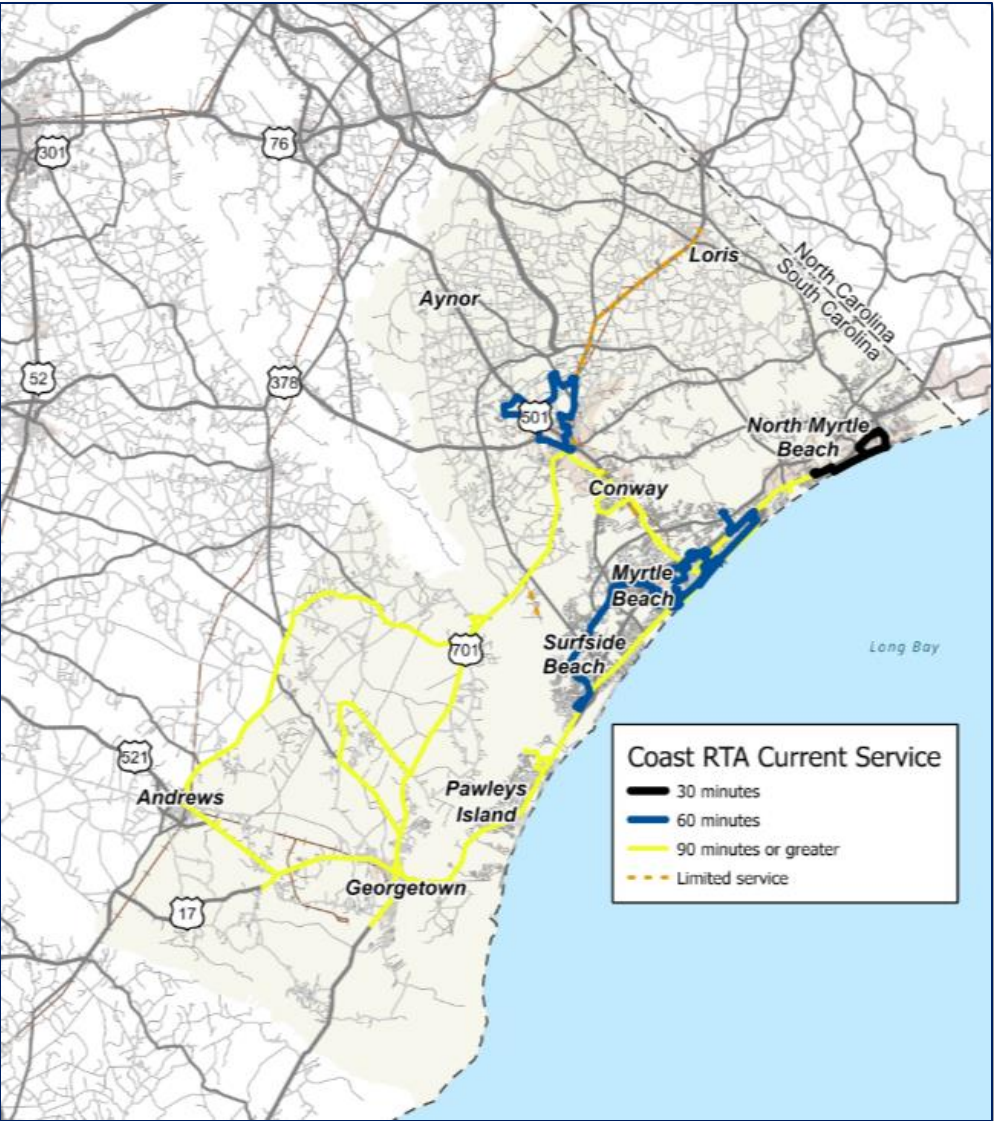 301
76
North Carolina
South Carolina
Loris
Aynor
52
378
501
North Myrtle
Beach
Conway
Myrtle
Beach
Surfside
Beach
701
Long Bay
521
Andrews
Pawleys
Island
Georgetown
17
Coast RTA Current Service
30 minutes
60 minutes
90 minutes or greater
Limited service